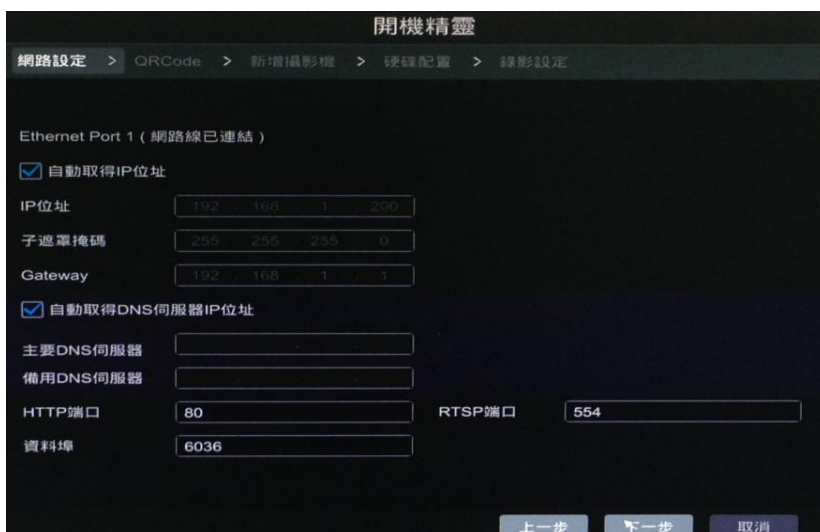 開機精靈
網路設定 > QRCode > 新增攝影機 > 硬碟配置 > 錄影設定
Ethernet Port 1 ( 網路線已連結 )
自動取得IP位址
IP位址 192 . 168 . 1 . 200
子遮罩掩碼 255 . 255 . 255 . 0
Gateway 192 . 168 . 1 . 1
自動取得DNS伺服器IP位址
主要DNS伺服器
備用DNS伺服器
HTTP端口 80 RTSP端口 554
資料埠 6036
上一步 下一步 取消